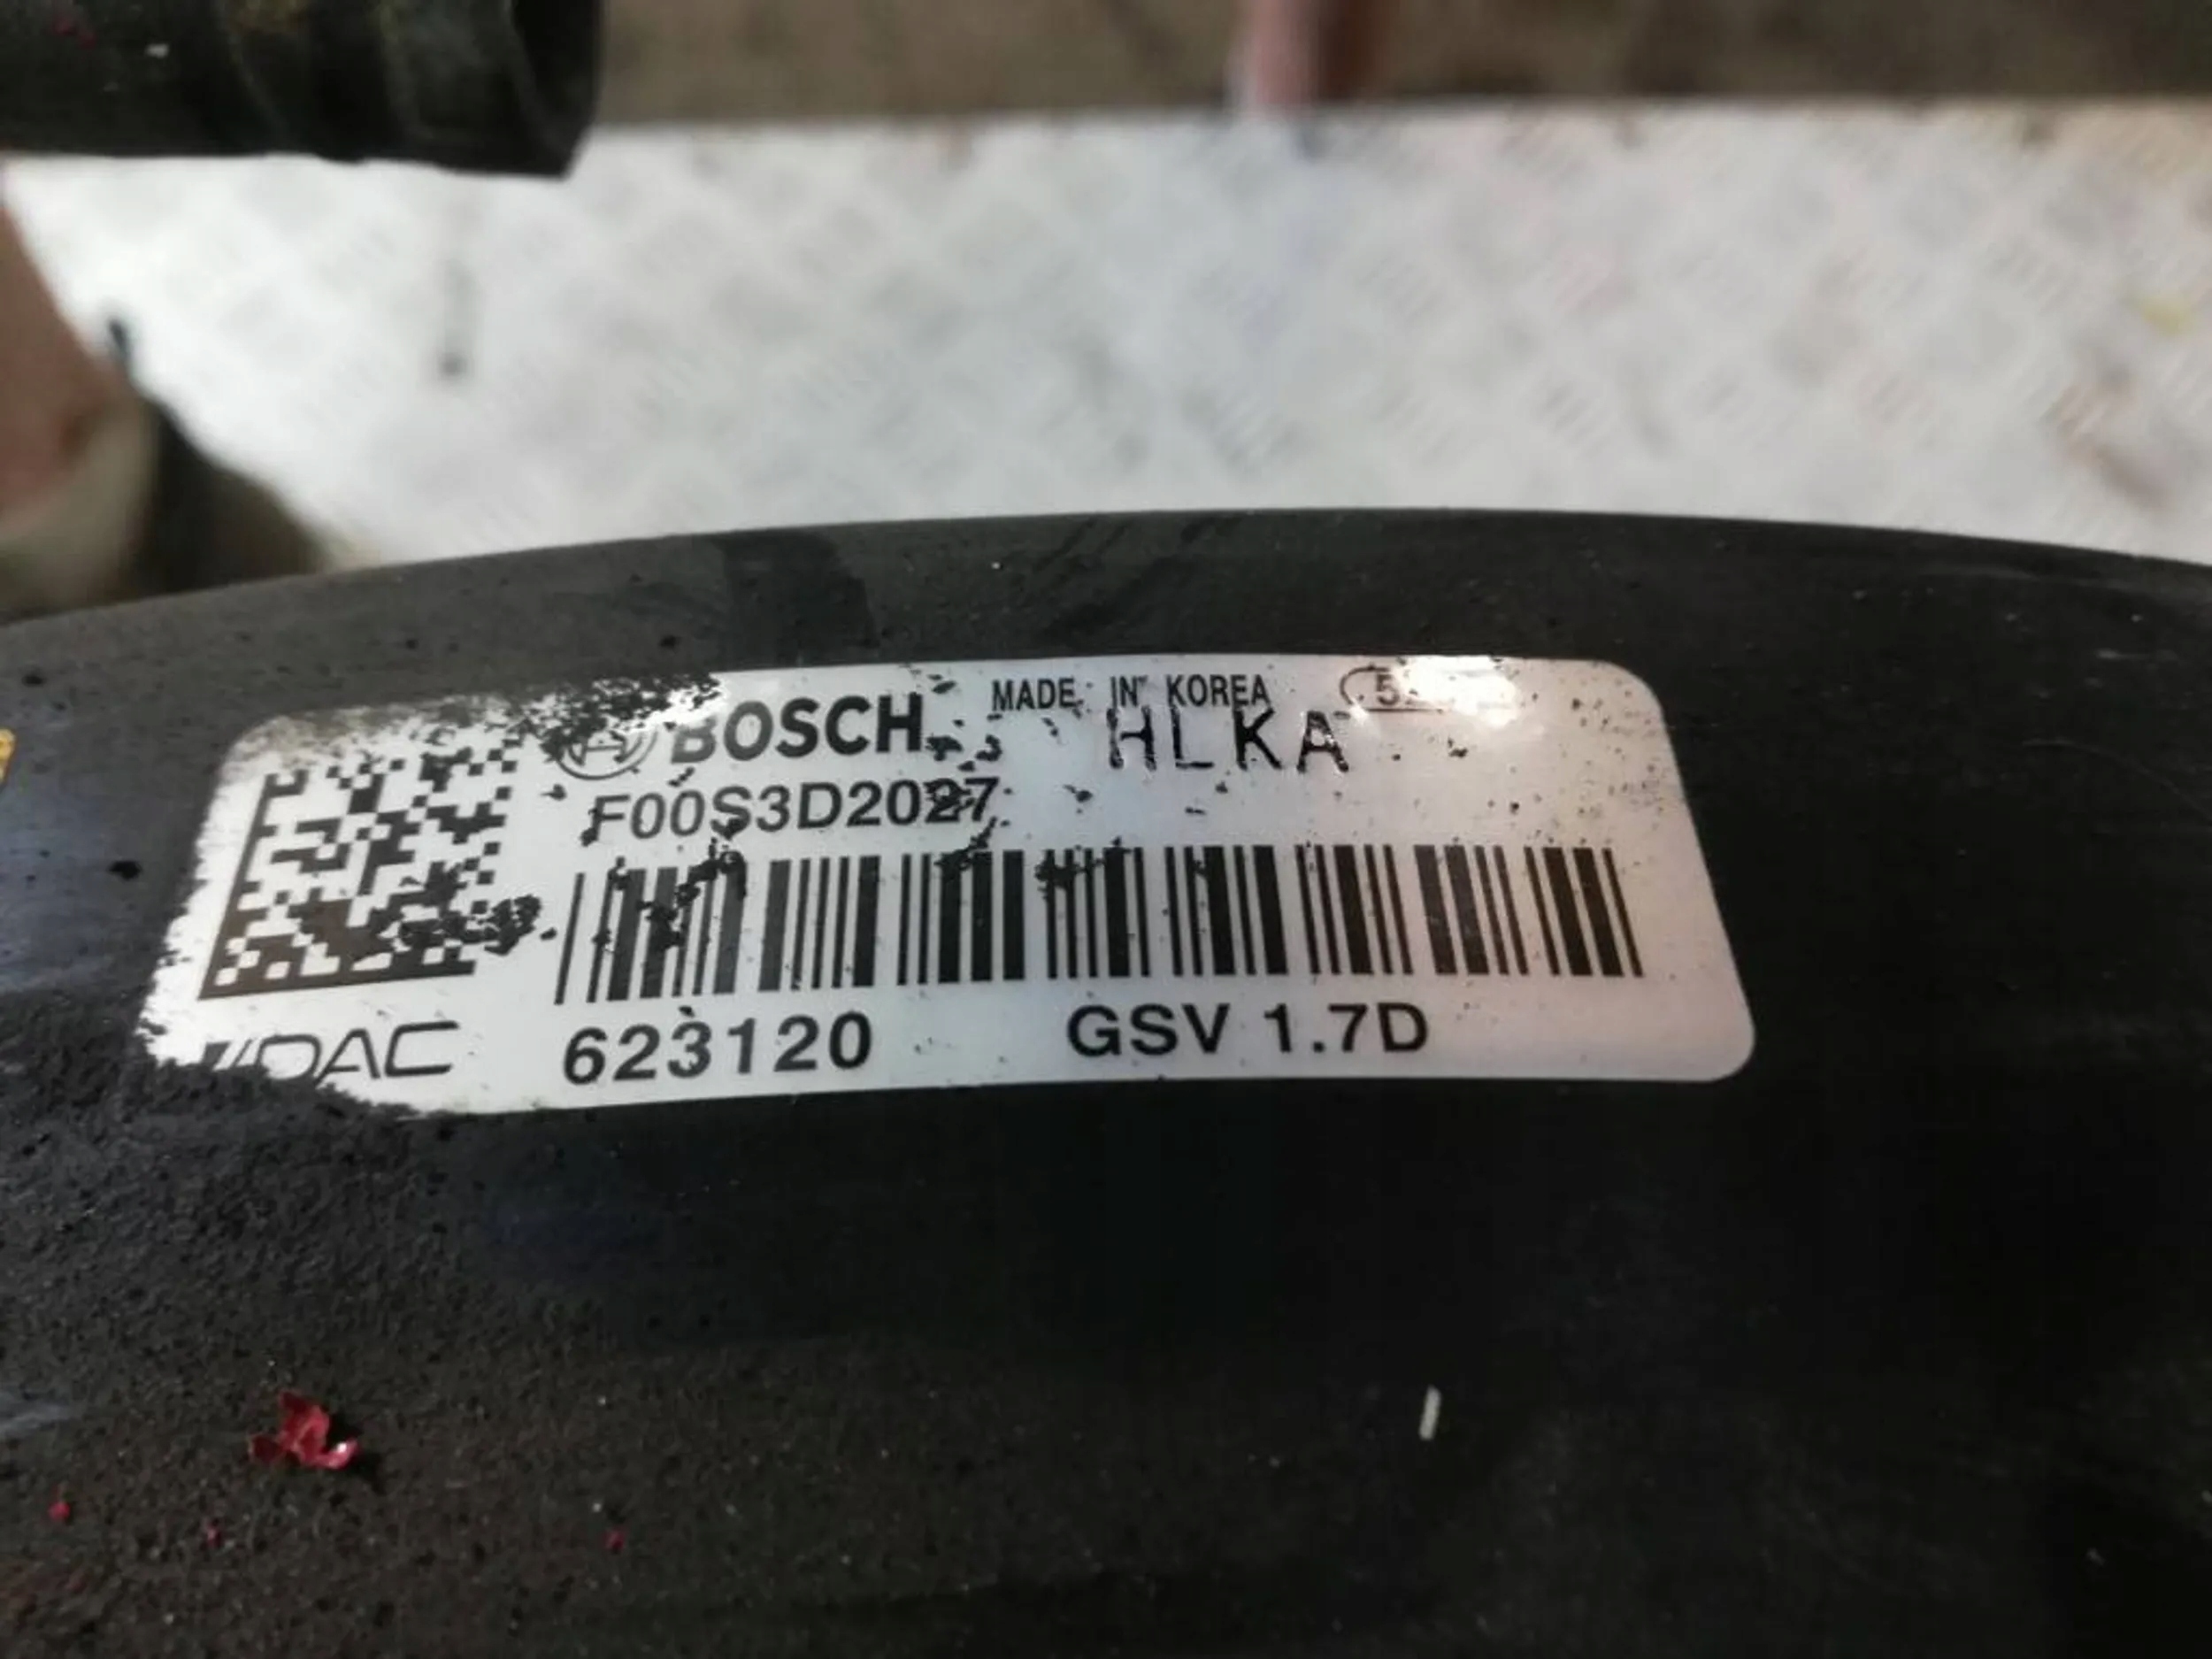 BOSCH MADE IN KOREA
HLKA
F00S3D2027
623120 GSV 1.7D